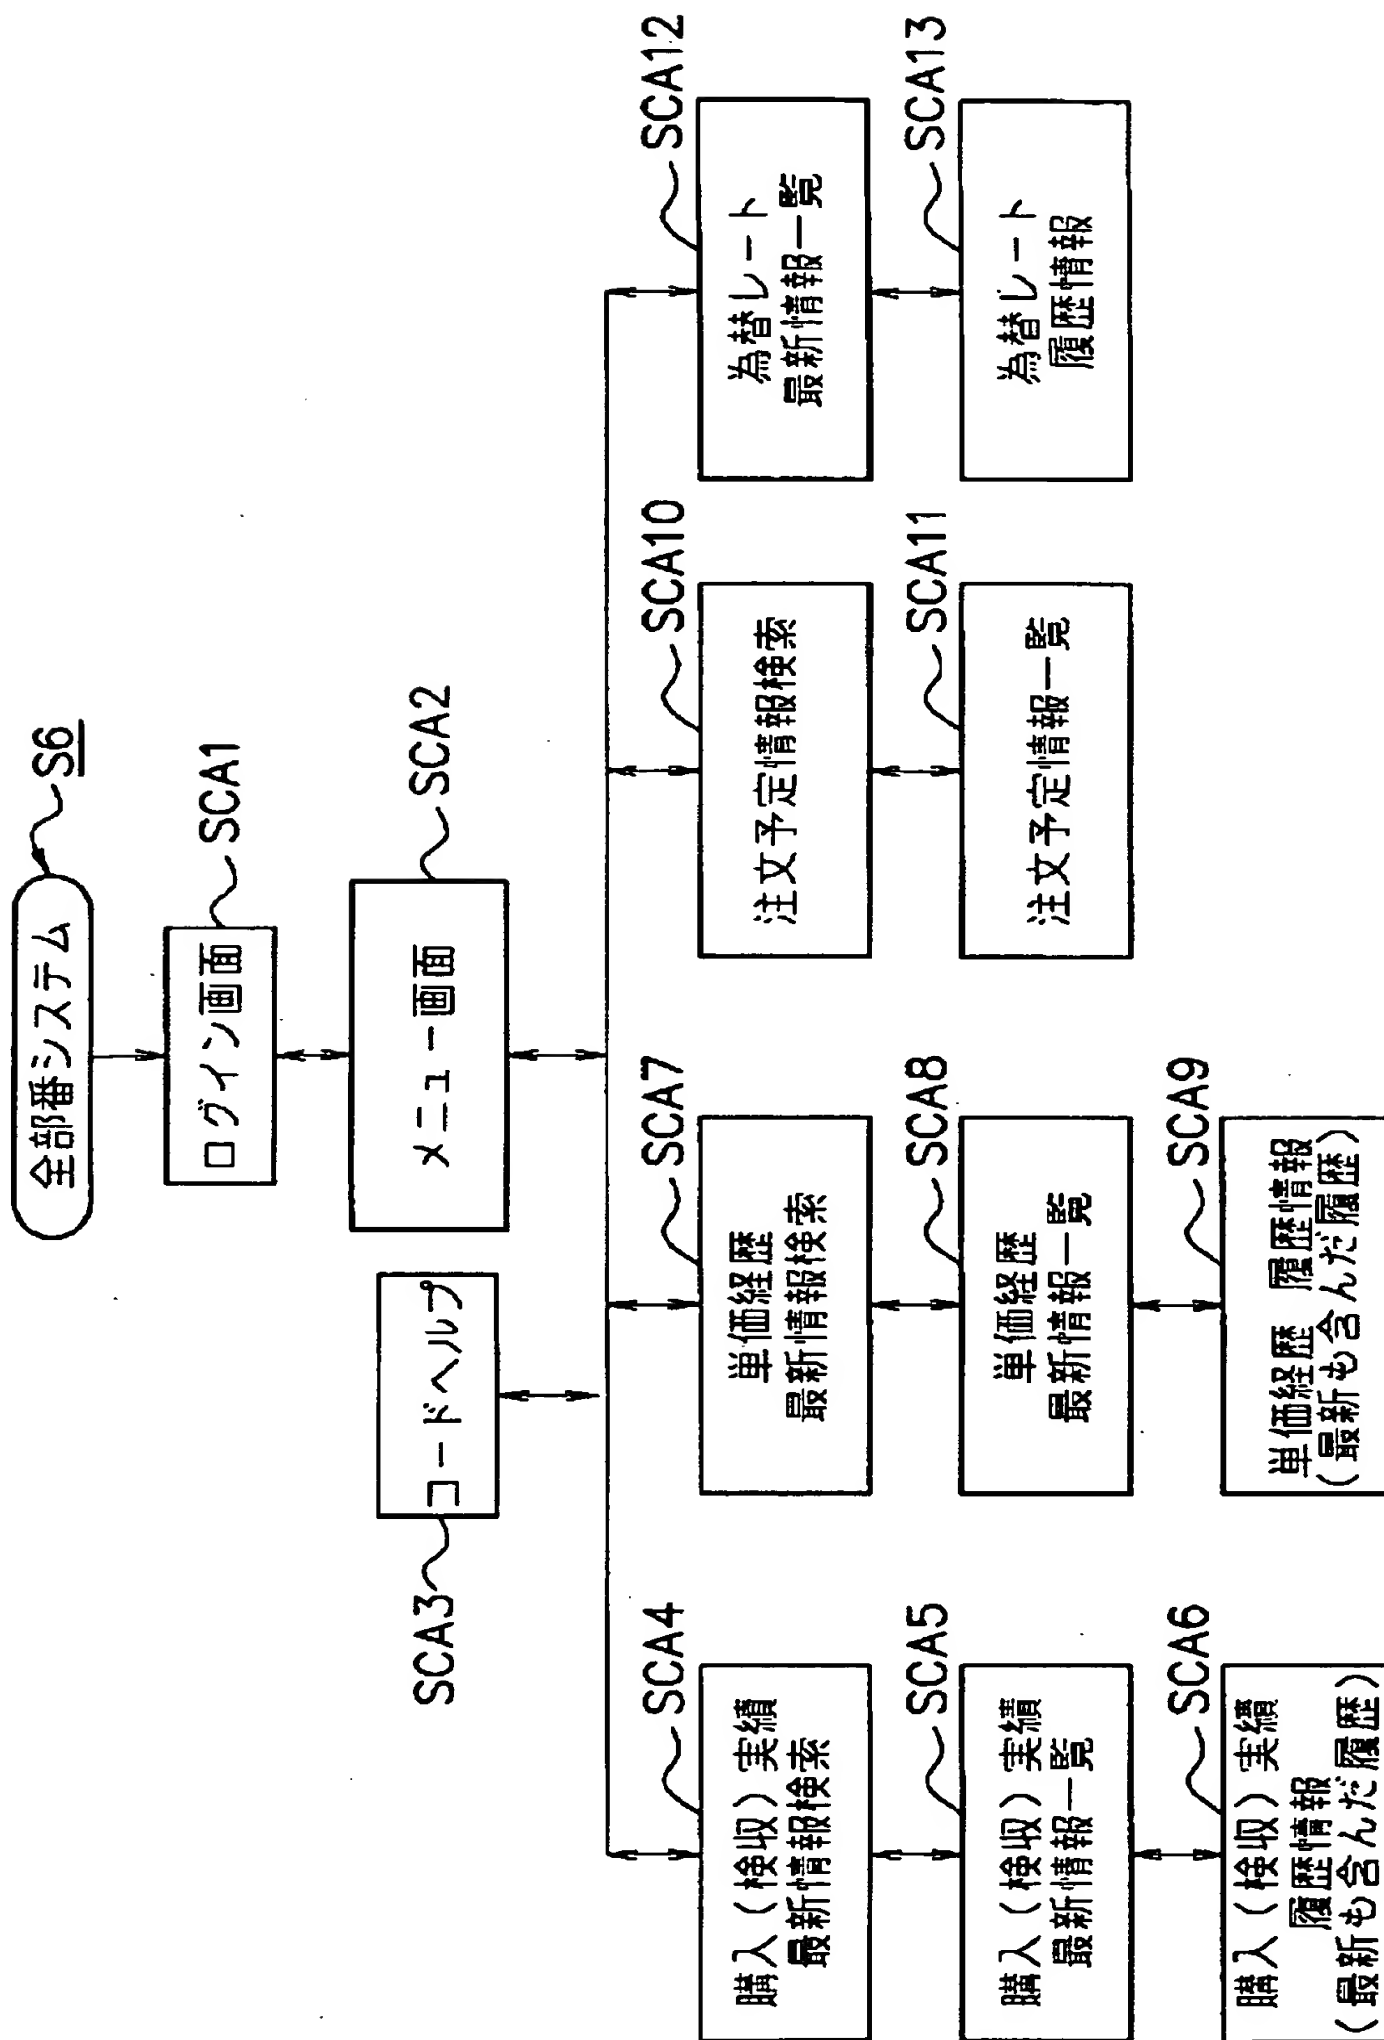 全部番システム
S6
ログイン画面
SCA1
メニュー画面
SCA2
コードヘルプ
SCA3
購入(検収)実績
最新情報検索
SCA4
購入(検収)実績
最新情報一覧
SCA5
購入(検収)実績
履歴情報
(最新も含んだ履歴)
SCA6
単価経歴
最新情報検索
SCA7
単価経歴
最新情報一覧
SCA8
単価経歴 履歴情報
(最新も含んだ履歴)
SCA9
注文予定情報検索
SCA10
注文予定情報一覧
SCA11
為替レート
最新情報一覧
SCA12
為替レート
履歴情報
SCA13